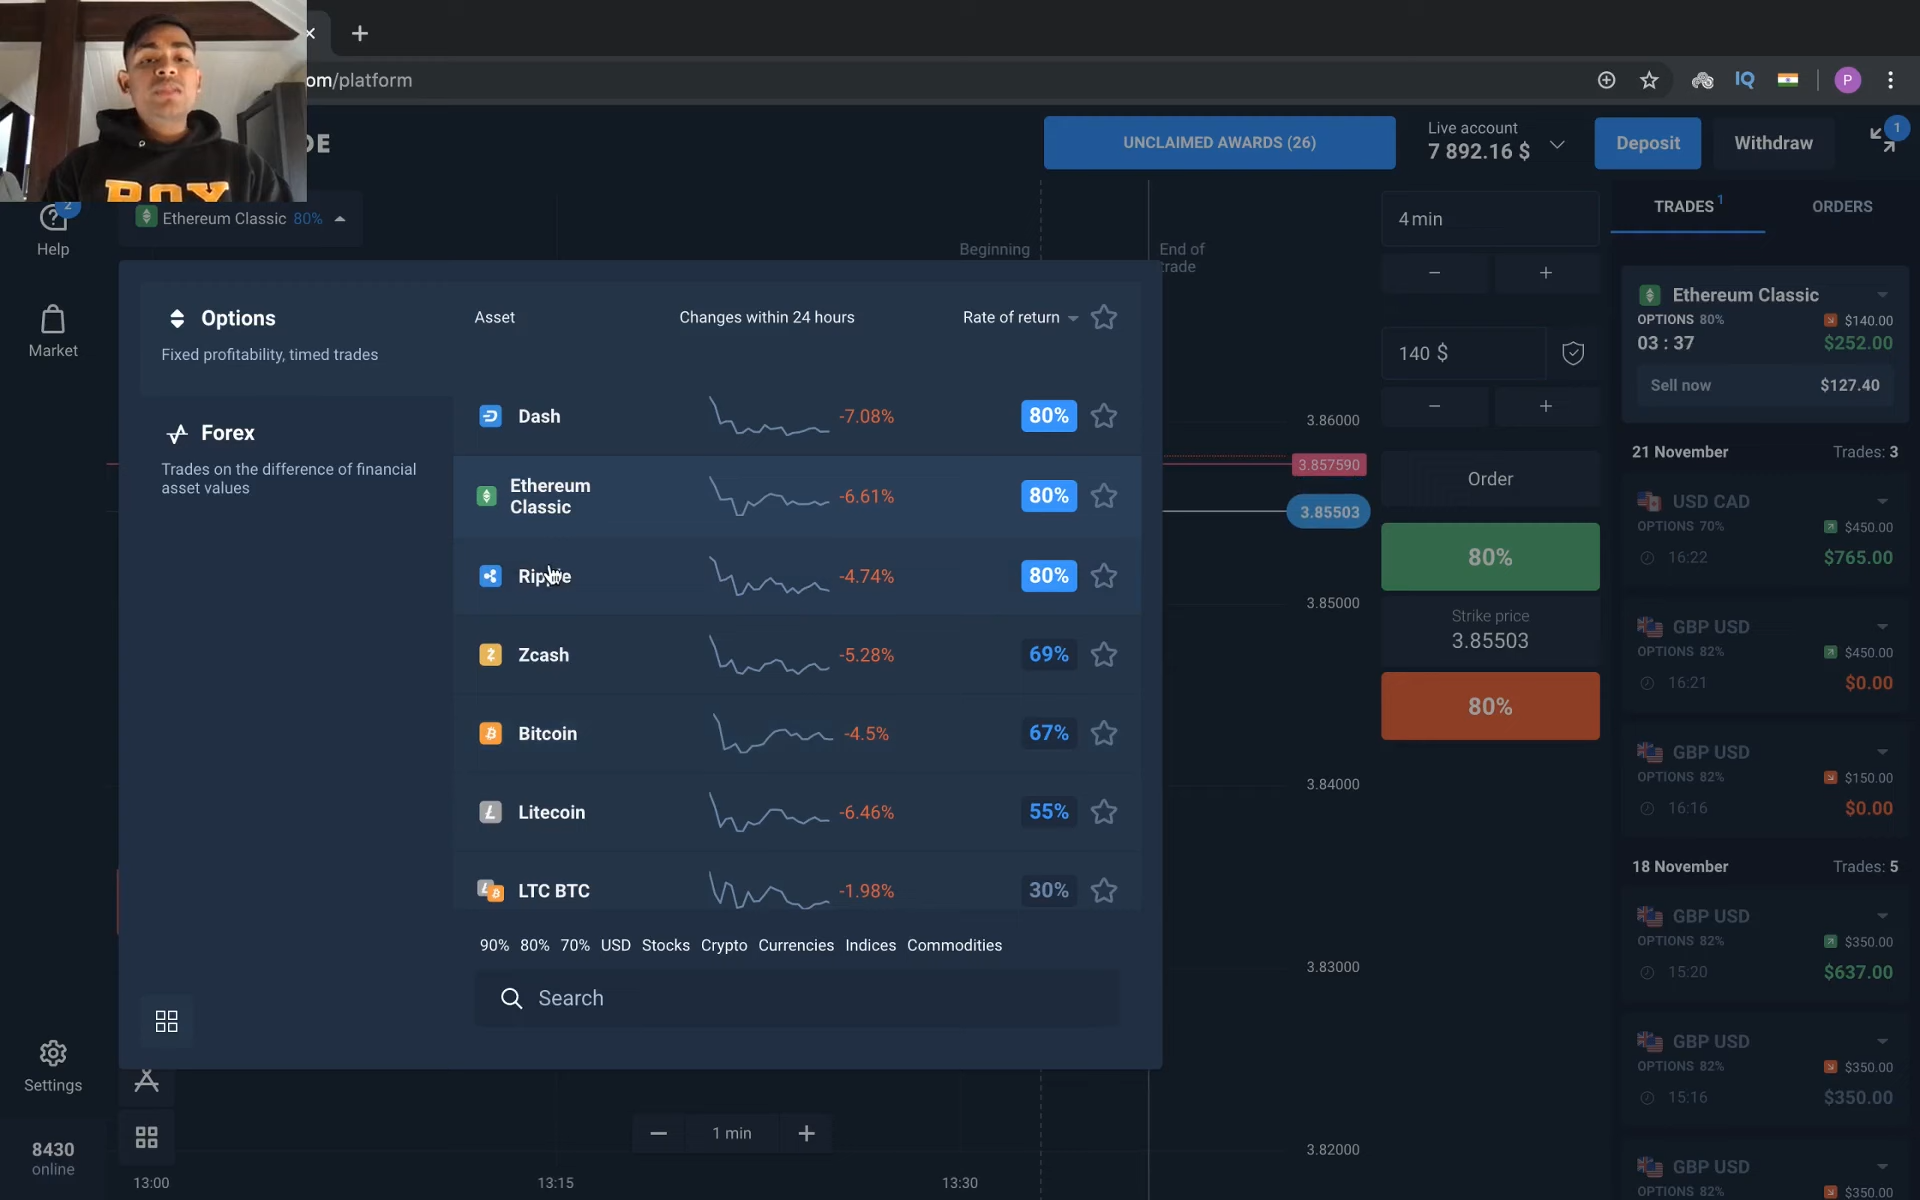 om/platform
IQ
P
DE
UNCLAIMED AWARDS (26)
Live account
7 892.16 $
Deposit
Withdraw
1
2
Help
Market
Settings
8430
online
Ethereum Classic 80%
Beginning
End of
trade
Options
Fixed profitability, timed trades
Forex
Trades on the difference of financial
asset values
Asset
Changes within 24 hours
Rate of return
Dash
-7.08%
80%
Ethereum
Classic
-6.61%
80%
Ripple
-4.74%
80%
Zcash
-5.28%
69%
Bitcoin
-4.5%
67%
Litecoin
-6.46%
55%
LTC BTC
-1.98%
30%
90% 80% 70% USD Stocks Crypto Currencies Indices Commodities
Search
1 min
13:00
13:15
13:30
3.86000
3.857590
3.85503
3.85000
3.84000
3.83000
3.82000
4 min
140 $
Order
80%
Strike price
3.85503
80%
TRADES 1
ORDERS
Ethereum Classic
OPTIONS 80%
$140.00
03 : 37
$252.00
Sell now
$127.40
21 November
Trades: 3
USD CAD
OPTIONS 70%
$450.00
16:22
$765.00
GBP USD
OPTIONS 82%
$450.00
16:21
$0.00
GBP USD
OPTIONS 82%
$150.00
16:16
$0.00
18 November
Trades: 5
GBP USD
OPTIONS 82%
$350.00
15:20
$637.00
GBP USD
OPTIONS 82%
$350.00
15:16
$350.00
GBP USD
OPTIONS 82%
$350.00